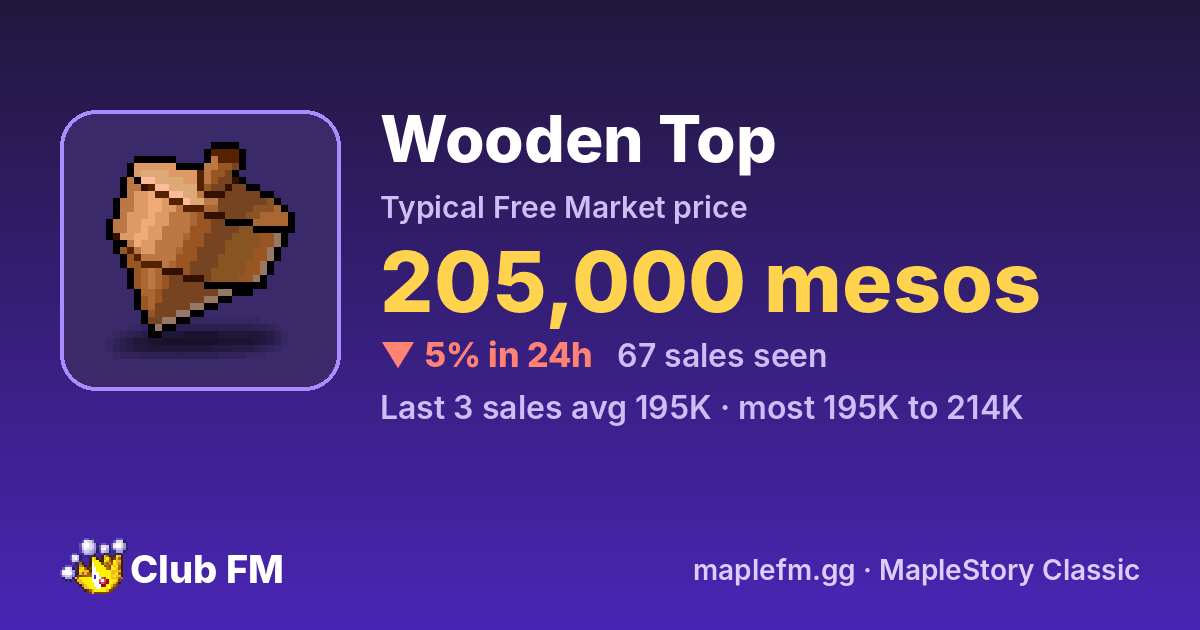 Wooden Top
Typical Free Market price
205,000 mesos
▼ 5% in 24h 67 sales seen
Last 3 sales avg 195K · most 195K to 214K
Club FM
maplefm.gg · MapleStory Classic